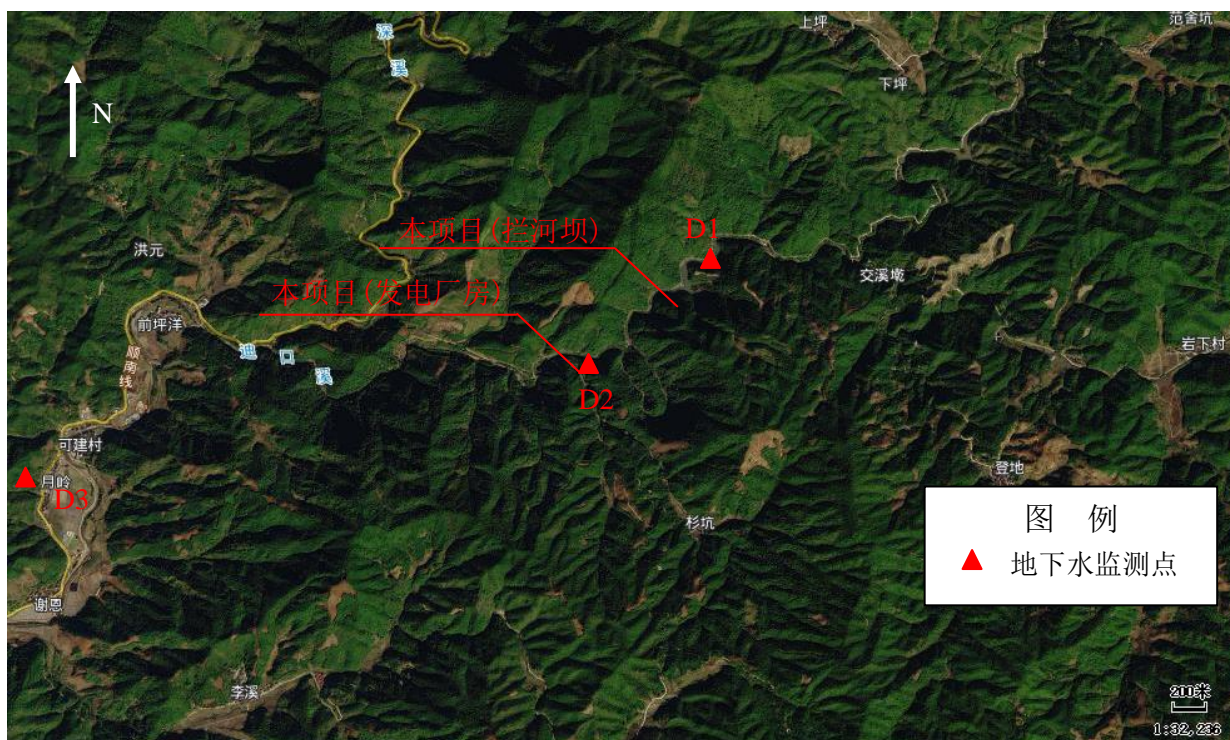 上坪
范舍坑
深
溪
下坪
N
本项目(拦河坝)
D1
洪元
交溪墘
本项目(发电厂房)
前坪洋
迪口溪
顺南线
岩下村
D2
可建村
月岭
D3
登地
杉坑
图 例
地下水监测点
谢恩
李溪
200米
1:32,236